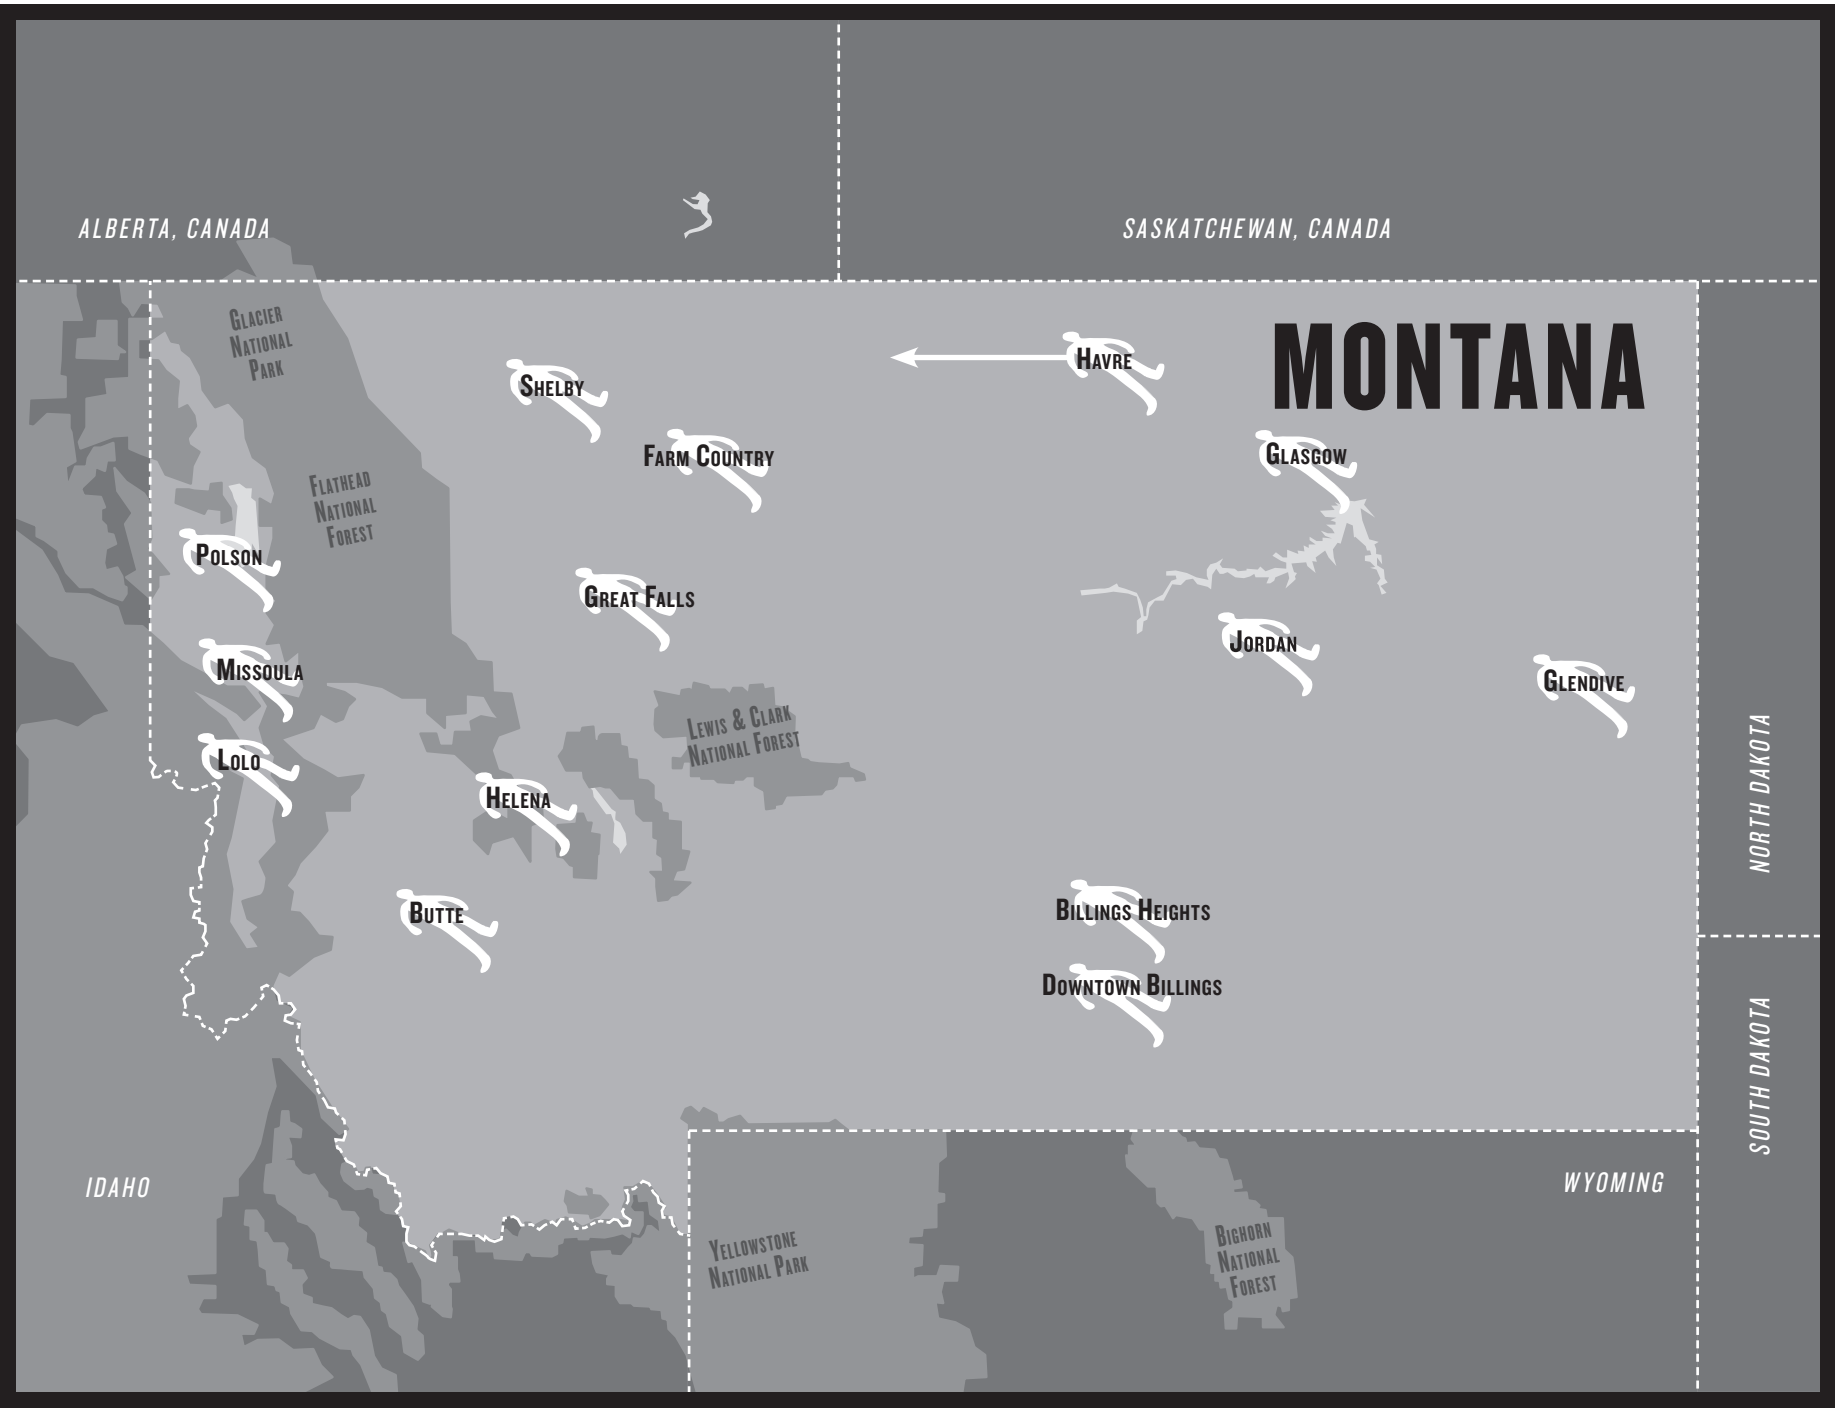 ALBERTA, CANADA
SASKATCHEWAN, CANADA
GLACIER
NATIONAL
PARK
MONTANA
HAVRE
SHELBY
FARM COUNTRY
GLASGOW
FLATHEAD
NATIONAL
FOREST
POLSON
GREAT FALLS
JORDAN
MISSOULA
GLENDIVE
LEWIS & CLARK
NATIONAL FOREST
LOLO
HELENA
NORTH DAKOTA
BUTTE
BILLINGS HEIGHTS
DOWNTOWN BILLINGS
SOUTH DAKOTA
IDAHO
WYOMING
YELLOWSTONE
NATIONAL PARK
BIGHORN
NATIONAL
FOREST